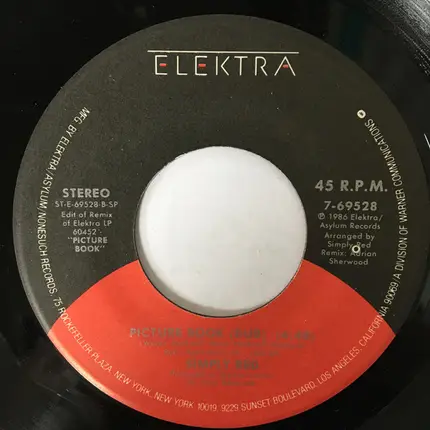 ELEKTRA
STEREO
ST-E-69528-B-SP
Edit of Remix
of Elektra LP
60452
"PICTURE
BOOK"
45 R.P.M.
7-69528
℗ 1986 Elektra/
Asylum Records
Arranged by
Simply Red
Remix: Adrian
Sherwood
PICTURE BOOK
SIMPLY RED
MFG. BY ELEKTRA/ASYLUM/NONESUCH RECORDS, 75 ROCKEFELLER PLAZA, NEW YORK, NEW YORK 10019, 9229 SUNSET BOULEVARD, LOS ANGELES, CALIFORNIA 90069/A DIVISION OF WARNER COMMUNICATIONS